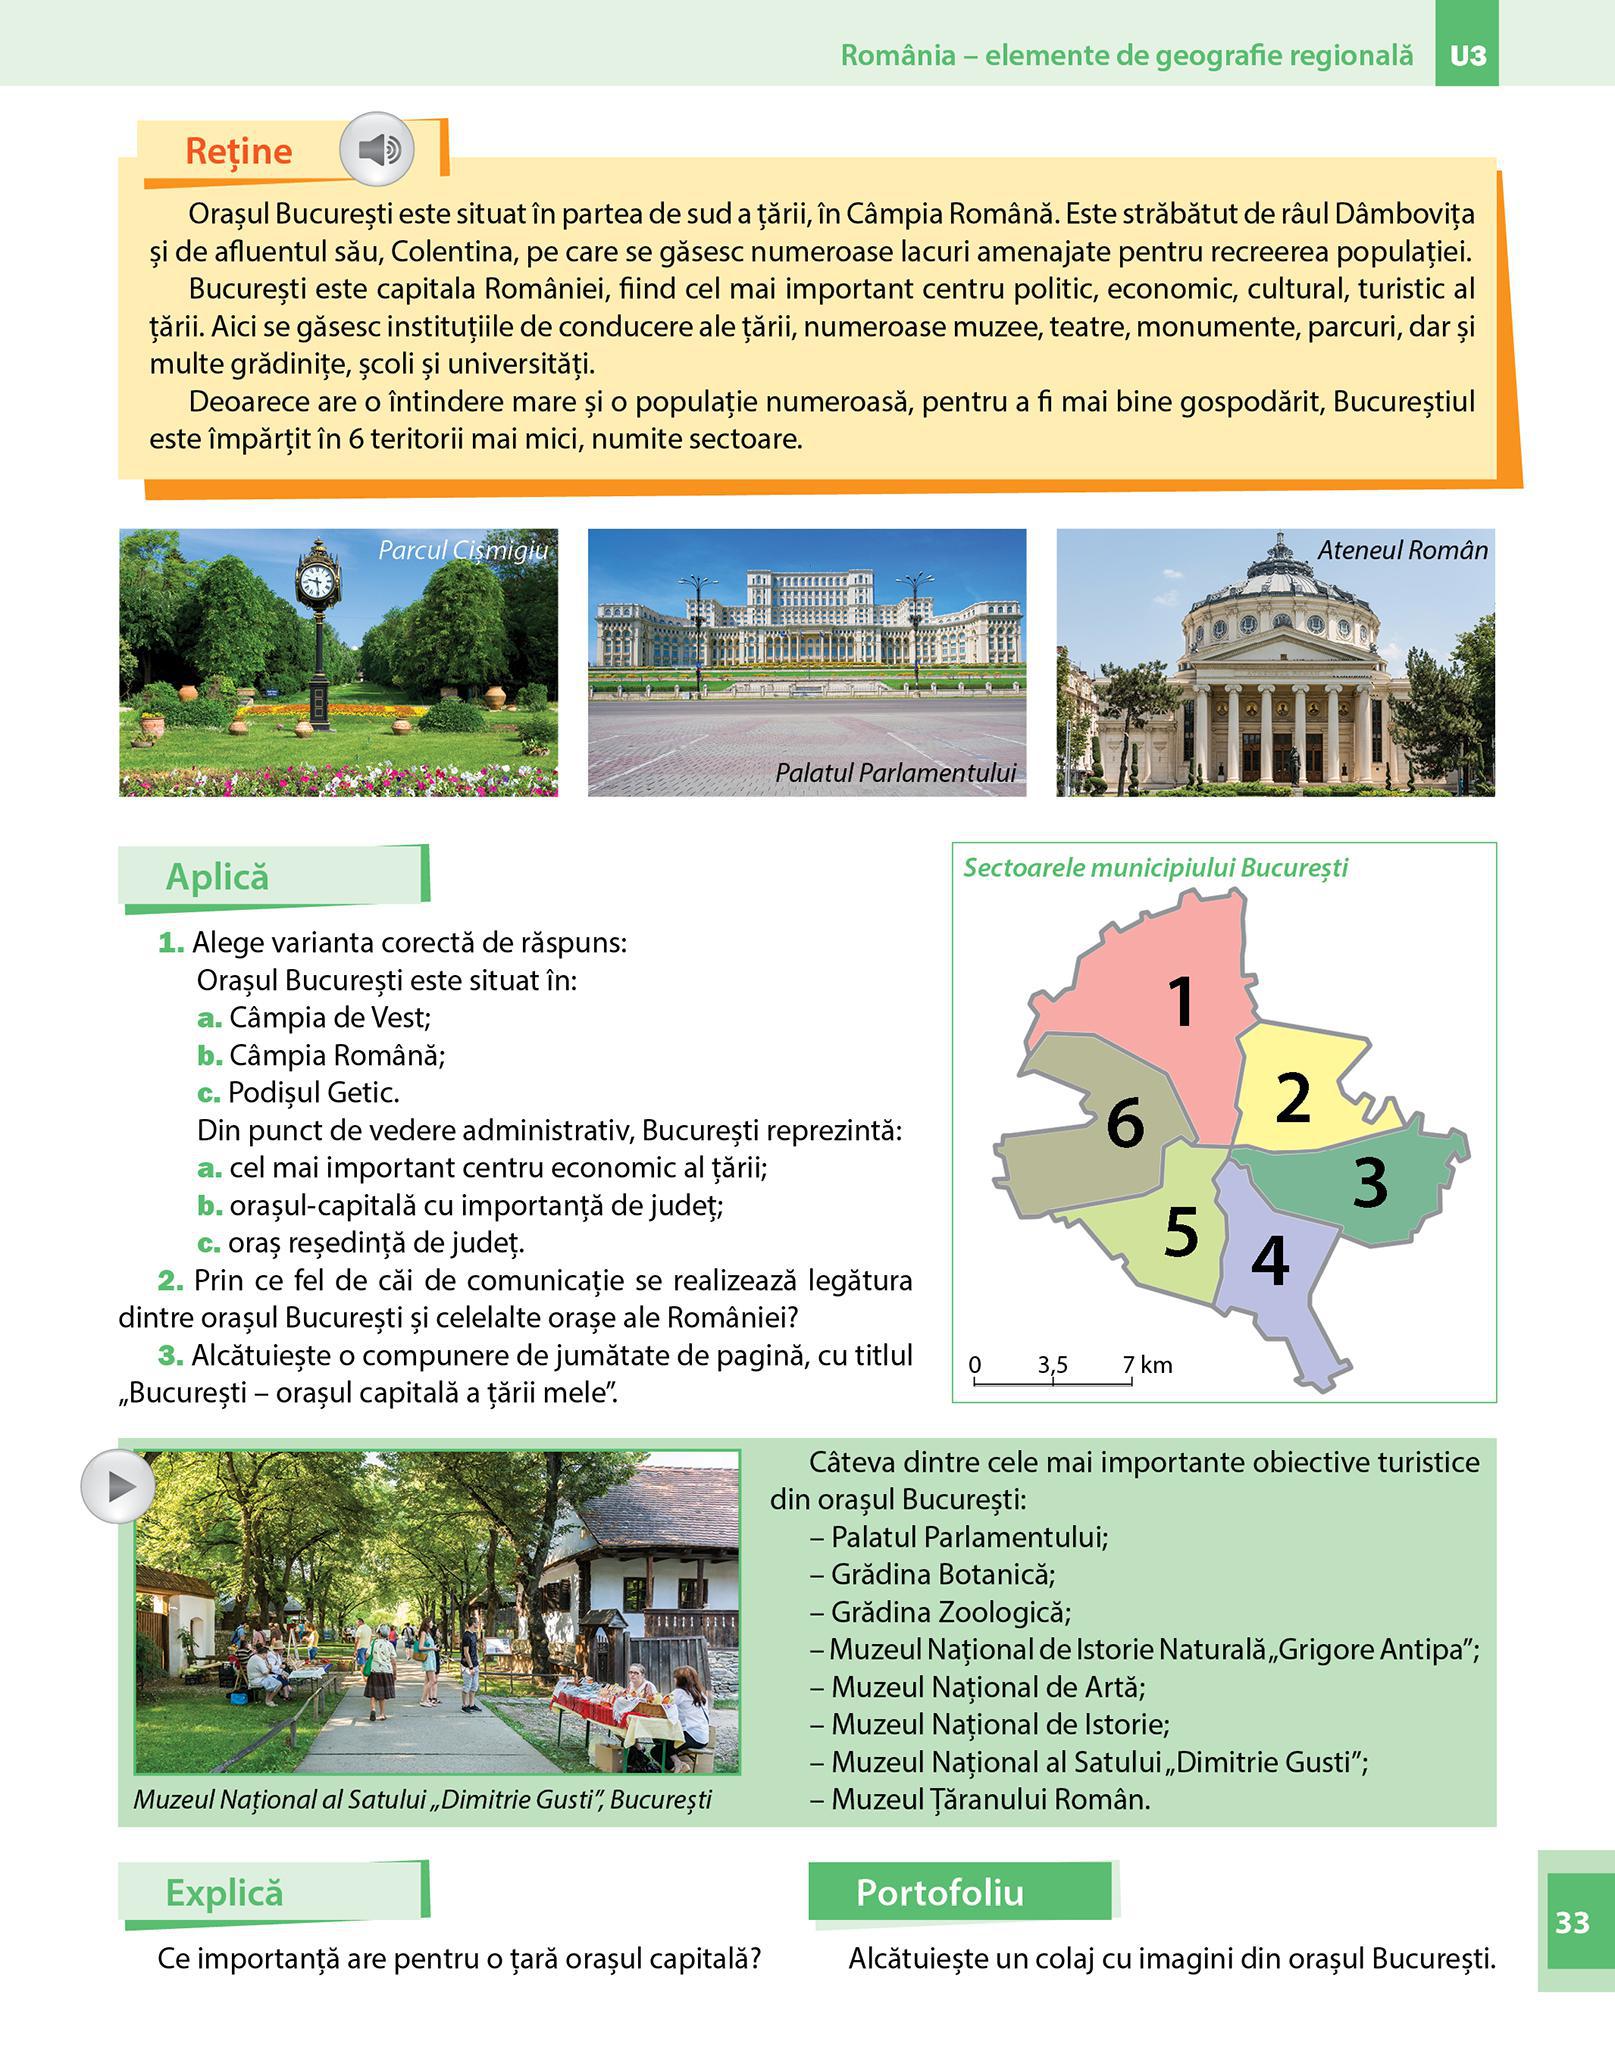 România – elemente de geografie regională U3
Reține
Orașul București este situat în partea de sud a țării, în Câmpia Română. Este străbătut de râul Dâmbovița
și de afluentul său, Colentina, pe care se găsesc numeroase lacuri amenajate pentru recreerea populației.
București este capitala României, fiind cel mai important centru politic, economic, cultural, turistic al
țării. Aici se găsesc instituțiile de conducere ale țării, numeroase muzee, teatre, monumente, parcuri, dar și
multe grădinițe, școli și universități.
Deoarece are o întindere mare și o populație numeroasă, pentru a fi mai bine gospodărit, Bucureștiul
este împărțit în 6 teritorii mai mici, numite sectoare.
Parcul Cișmigiu
Palatul Parlamentului
Ateneul Român
Aplică
1. Alege varianta corectă de răspuns:
Orașul București este situat în:
a. Câmpia de Vest;
b. Câmpia Română;
c. Podișul Getic.
Din punct de vedere administrativ, București reprezintă:
a. cel mai important centru economic al țării;
b. orașul-capitală cu importanță de județ;
c. oraș reședință de județ.
2. Prin ce fel de căi de comunicație se realizează legătura
dintre orașul București și celelalte orașe ale României?
3. Alcătuiește o compunere de jumătate de pagină, cu titlul
„București – orașul capitală a țării mele”.
Sectoarele municipiului București
1
2
6
3
5
4
0 3,5 7 km
Muzeul Național al Satului „Dimitrie Gusti”, București
Câteva dintre cele mai importante obiective turistice
din orașul București:
– Palatul Parlamentului;
– Grădina Botanică;
– Grădina Zoologică;
– Muzeul Național de Istorie Naturală „Grigore Antipa”;
– Muzeul Național de Artă;
– Muzeul Național de Istorie;
– Muzeul Național al Satului „Dimitrie Gusti”;
– Muzeul Țăranului Român.
Explică
Ce importanță are pentru o țară orașul capitală?
Portofoliu
Alcătuiește un colaj cu imagini din orașul București.
33